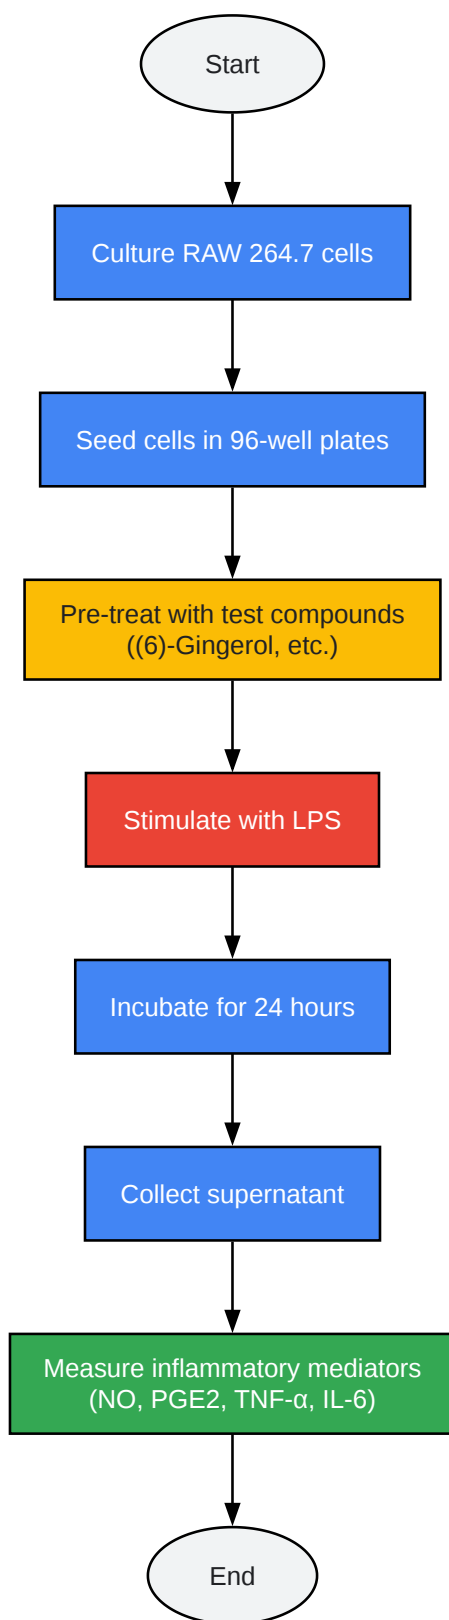 Start
Culture RAW 264.7 cells
Seed cells in 96-well plates
Pre-treat with test compounds
((6)-Gingerol, etc.)
Stimulate with LPS
Incubate for 24 hours
Collect supernatant
Measure inflammatory mediators
(NO, PGE2, TNF-α, IL-6)
End